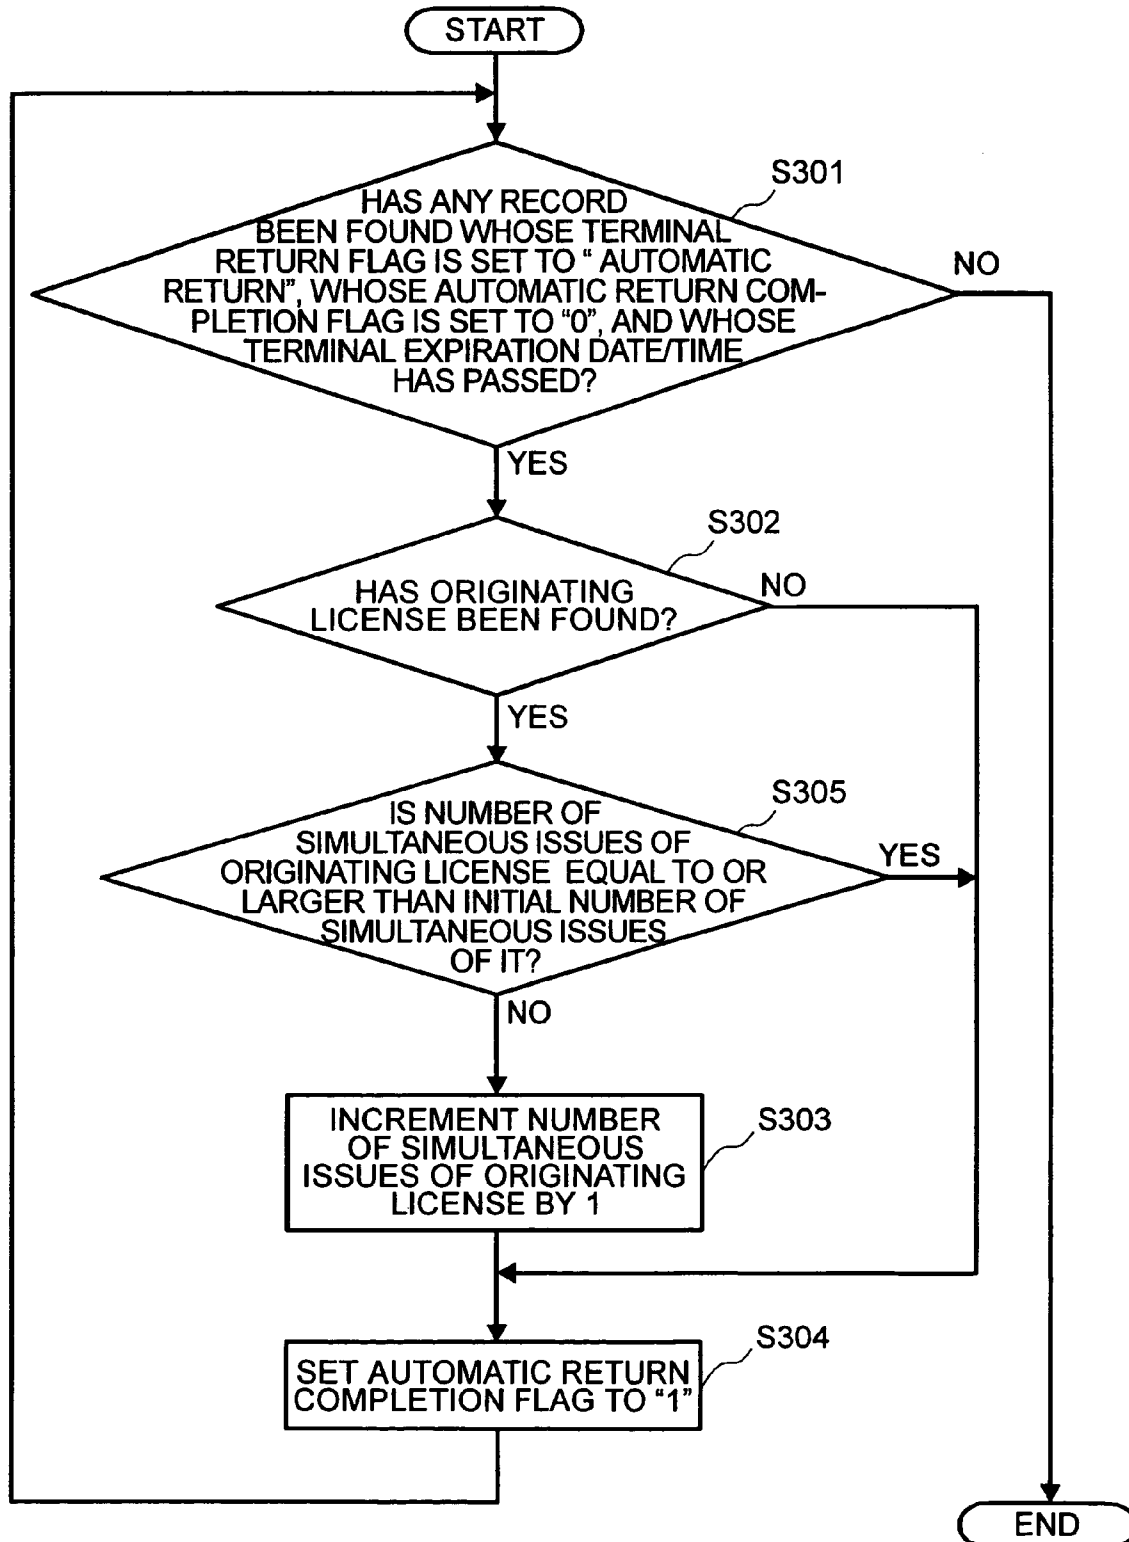 START
S301
HAS ANY RECORD
BEEN FOUND WHOSE TERMINAL
RETURN FLAG IS SET TO “ AUTOMATIC
RETURN”, WHOSE AUTOMATIC RETURN COM-
PLETION FLAG IS SET TO “0”, AND WHOSE
TERMINAL EXPIRATION DATE/TIME
HAS PASSED?
NO
YES
S302
HAS ORIGINATING
LICENSE BEEN FOUND?
NO
YES
S305
IS NUMBER OF
SIMULTANEOUS ISSUES OF
ORIGINATING LICENSE EQUAL TO OR
LARGER THAN INITIAL NUMBER OF
SIMULTANEOUS ISSUES
OF IT?
YES
NO
S303
INCREMENT NUMBER
OF SIMULTANEOUS
ISSUES OF ORIGINATING
LICENSE BY 1
S304
SET AUTOMATIC RETURN
COMPLETION FLAG TO “1”
END